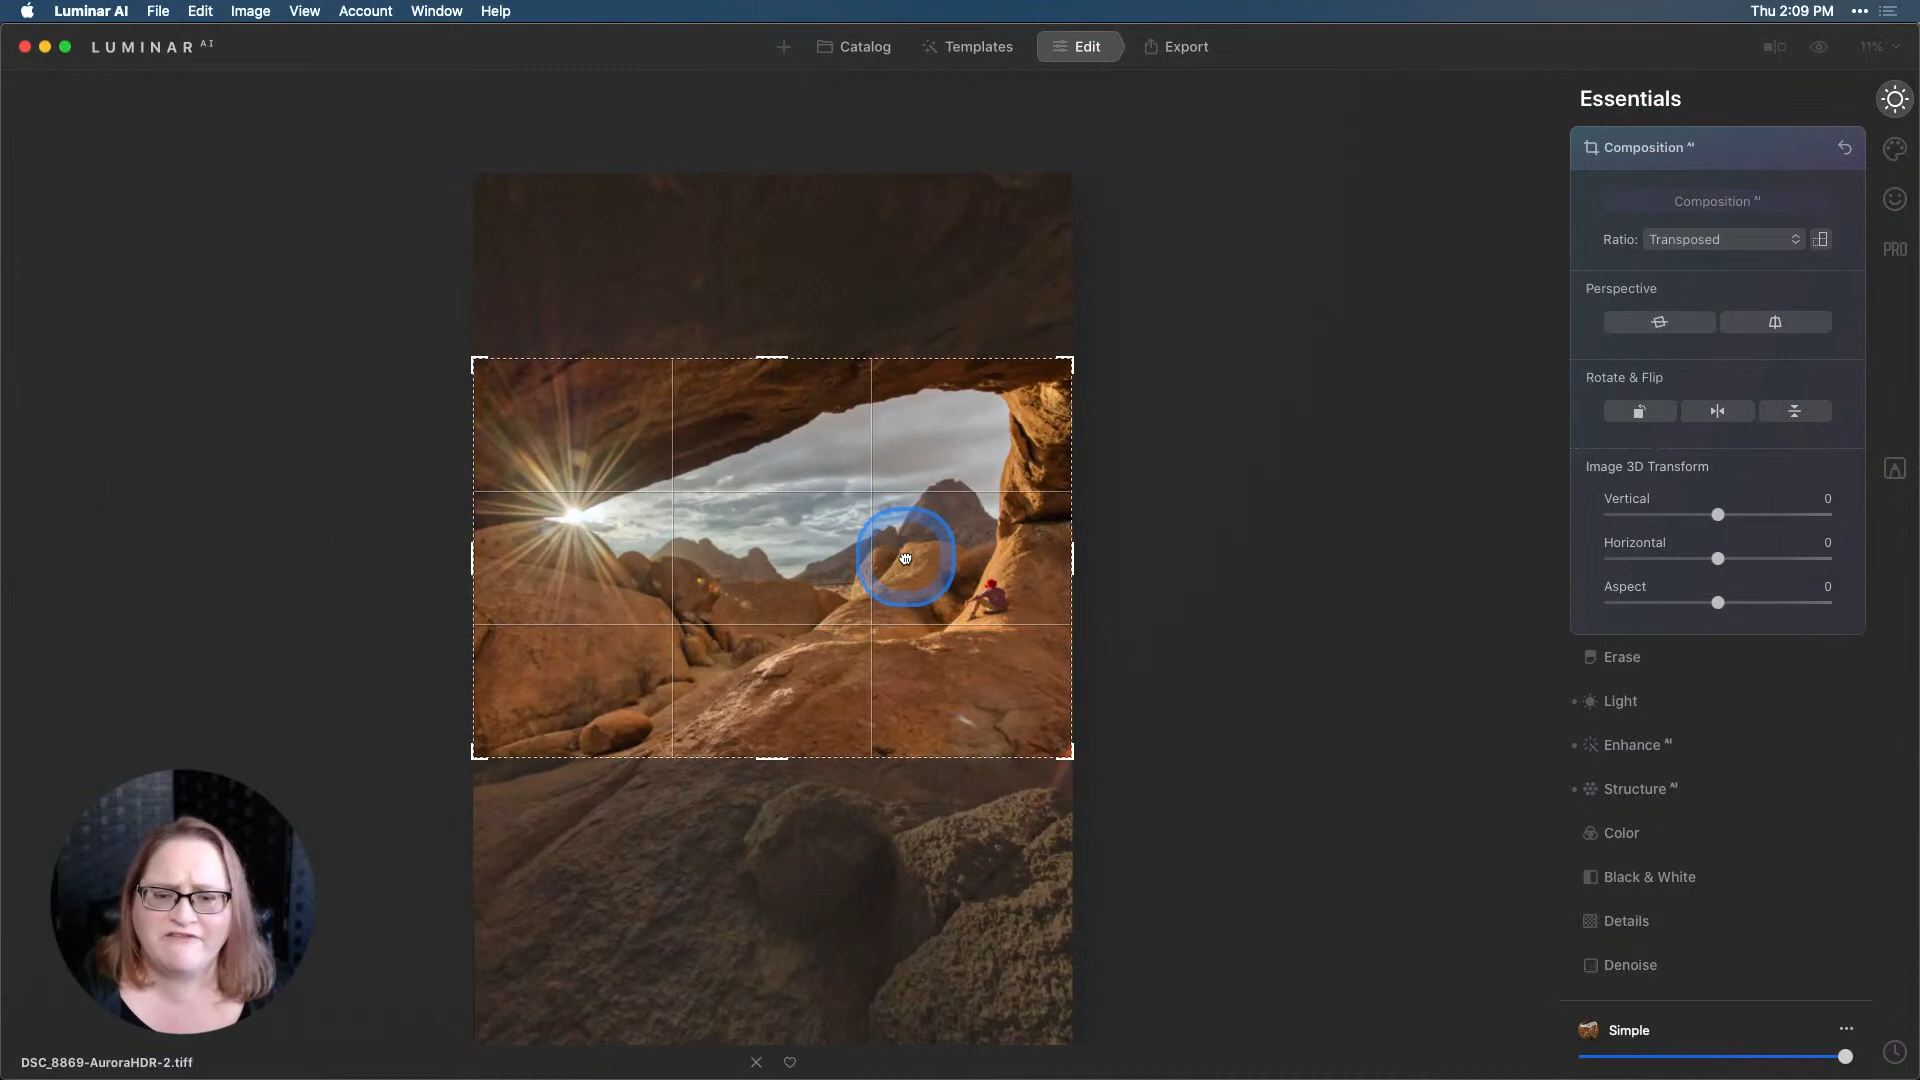 Luminar AI File Edit Image View Account Window Help Thu 2:09 PM
LUMINAR AI Catalog Templates Edit Export 11%
Essentials
Composition AI
Composition AI
Ratio: Transposed
Perspective
PRO
Rotate & Flip
Image 3D Transform
Vertical 0
Horizontal 0
Aspect 0
Erase
Light
Enhance AI
Structure AI
Color
Black & White
Details
Denoise
Simple
DSC_8869-AuroraHDR-2.tiff